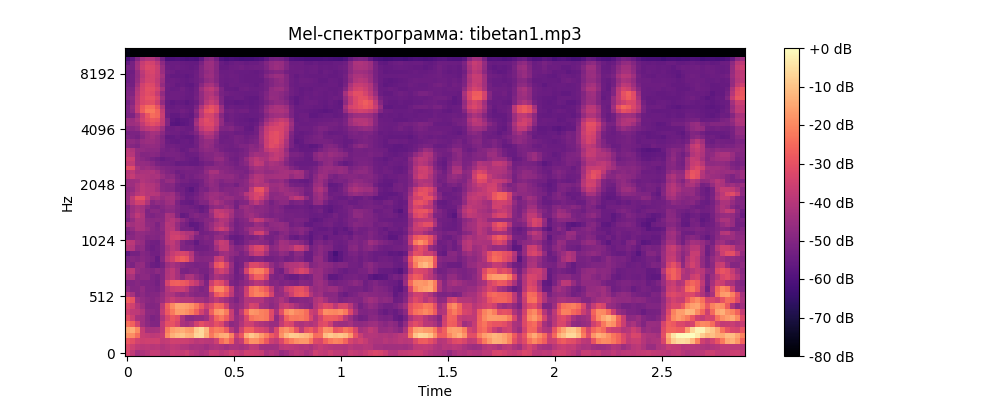 Mel-спектрограмма: tibetan1.mp3
8192
4096
2048
1024
512
0
Hz
0
0.5
1
1.5
2
2.5
Time
+0 dB
-10 dB
-20 dB
-30 dB
-40 dB
-50 dB
-60 dB
-70 dB
-80 dB